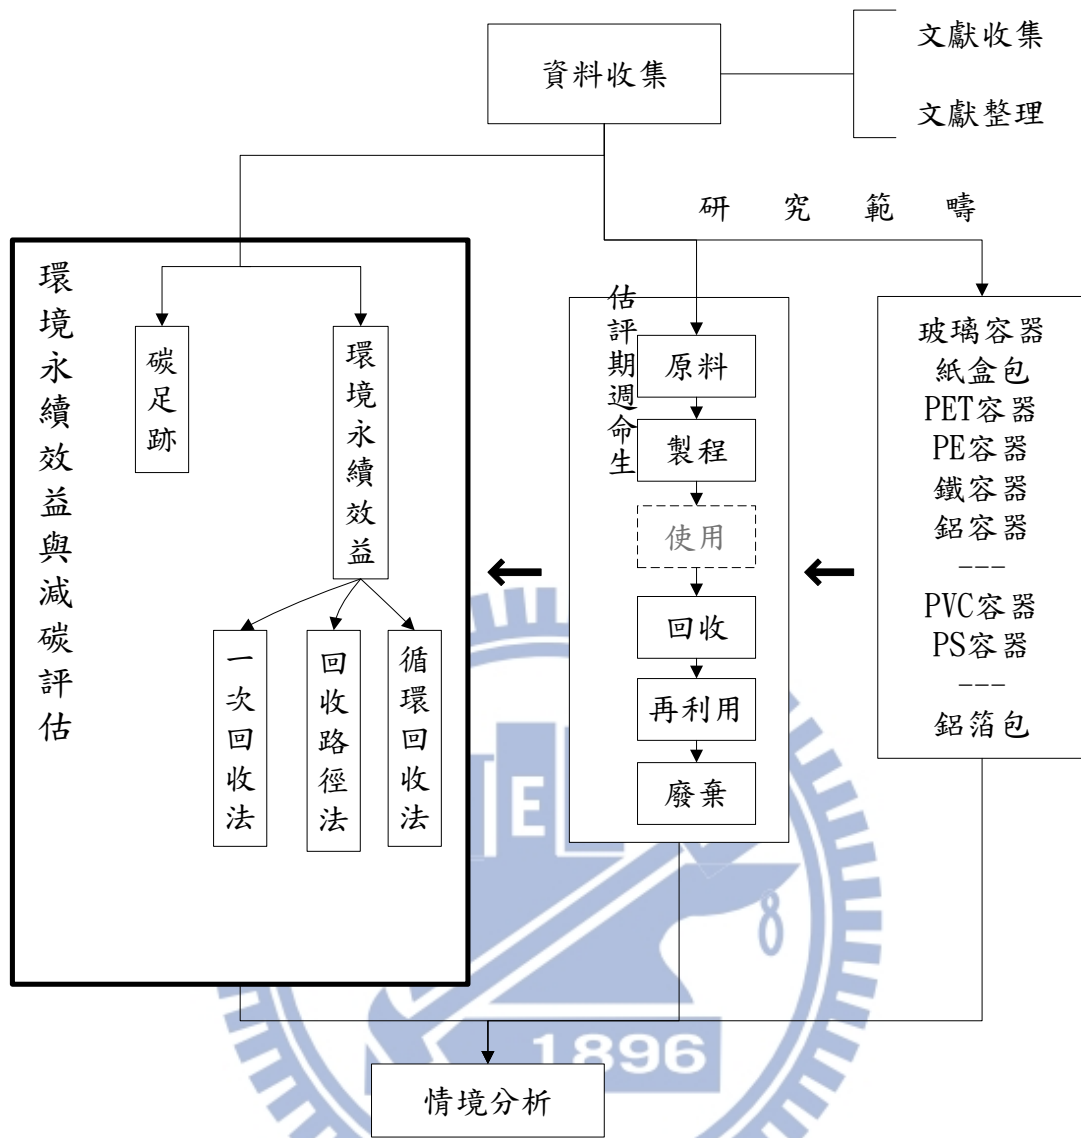 資料收集
文獻收集
文獻整理
研究範疇
環境永續效益與減碳評估
碳足跡
環境永續效益
一次回收法
回收路徑法
循環回收法
估評期週命生
原料
製程
使用
回收
再利用
廢棄
玻璃容器
紙盒包
PET容器
PE容器
鐵容器
鋁容器
---
PVC容器
PS容器
---
鋁箔包
E
1896
情境分析